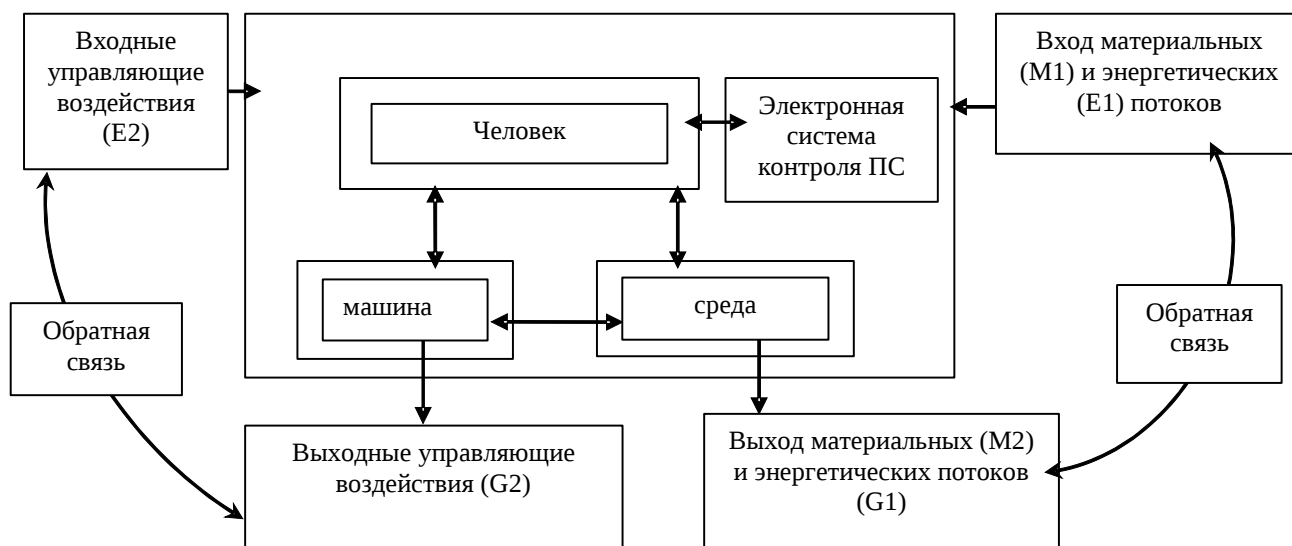 Входные
управляющие
воздействия
(E2)
Вход материальных
(M1) и энергетических
(E1) потоков
Человек
Электронная
система
контроля ПС
машина
среда
Обратная
связь
Обратная
связь
Выходные управляющие
воздействия (G2)
Выход материальных (M2)
и энергетических потоков
(G1)